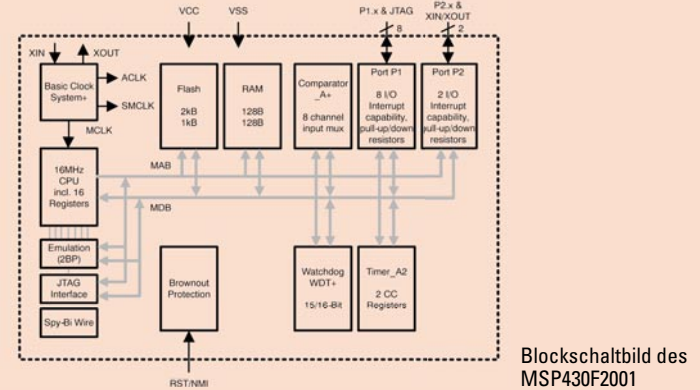 VCC
VSS
P1.x & JTAG
8
P2.x &
XIN/XOUT
2
XIN
XOUT
Basic Clock
System+
ACLK
SMCLK
MCLK
Flash
2kB
1kB
RAM
128B
128B
Comparator
_A+
8 channel
input mux
Port P1
8 I/O
Interrupt
capability,
pull-up/down
resistors
Port P2
2 I/O
Interrupt
capability,
pull-up/down
resistors
16MHz
CPU
incl. 16
Registers
MAB
MDB
Emulation
(2BP)
JTAG
Interface
Spy-Bi Wire
Brownout
Protection
Watchdog
WDT+
15/16-Bit
Timer_A2
2 CC
Registers
RST/NMI
Blockschaltbild des
MSP430F2001